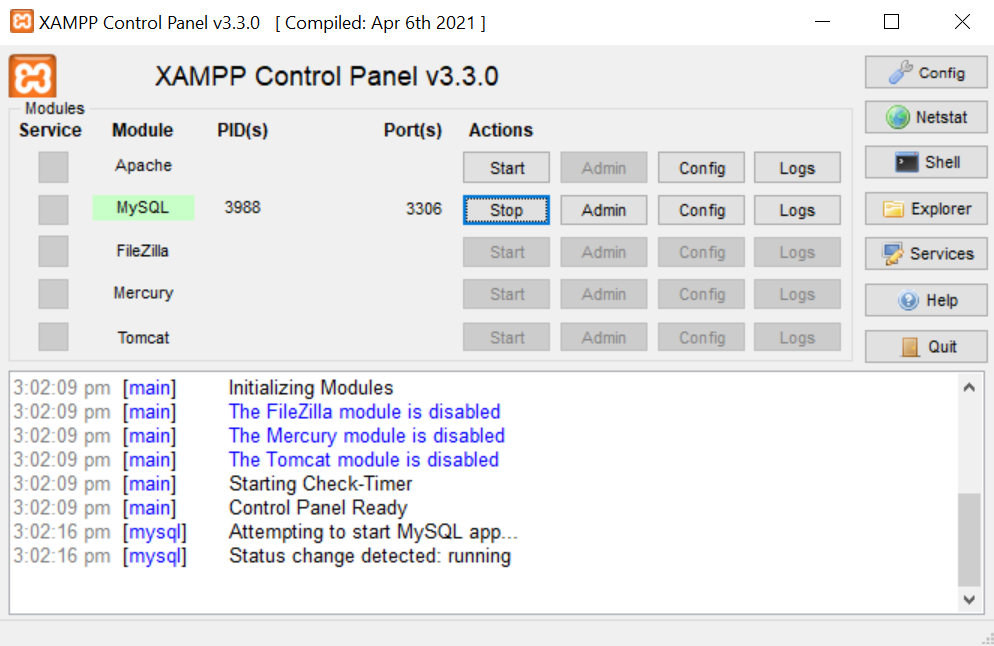 XAMPP Control Panel v3.3.0 [ Compiled: Apr 6th 2021 ]
XAMPP Control Panel v3.3.0
Config
Modules
Service Module PID(s) Port(s) Actions
Netstat
Apache Start Admin Config Logs
Shell
MySQL 3988 3306 Stop Admin Config Logs
Explorer
FileZilla Start Admin Config Logs
Services
Mercury Start Admin Config Logs
Help
Tomcat Start Admin Config Logs
Quit
3:02:09 pm [main] Initializing Modules
3:02:09 pm [main] The FileZilla module is disabled
3:02:09 pm [main] The Mercury module is disabled
3:02:09 pm [main] The Tomcat module is disabled
3:02:09 pm [main] Starting Check-Timer
3:02:09 pm [main] Control Panel Ready
3:02:16 pm [mysql] Attempting to start MySQL app...
3:02:16 pm [mysql] Status change detected: running